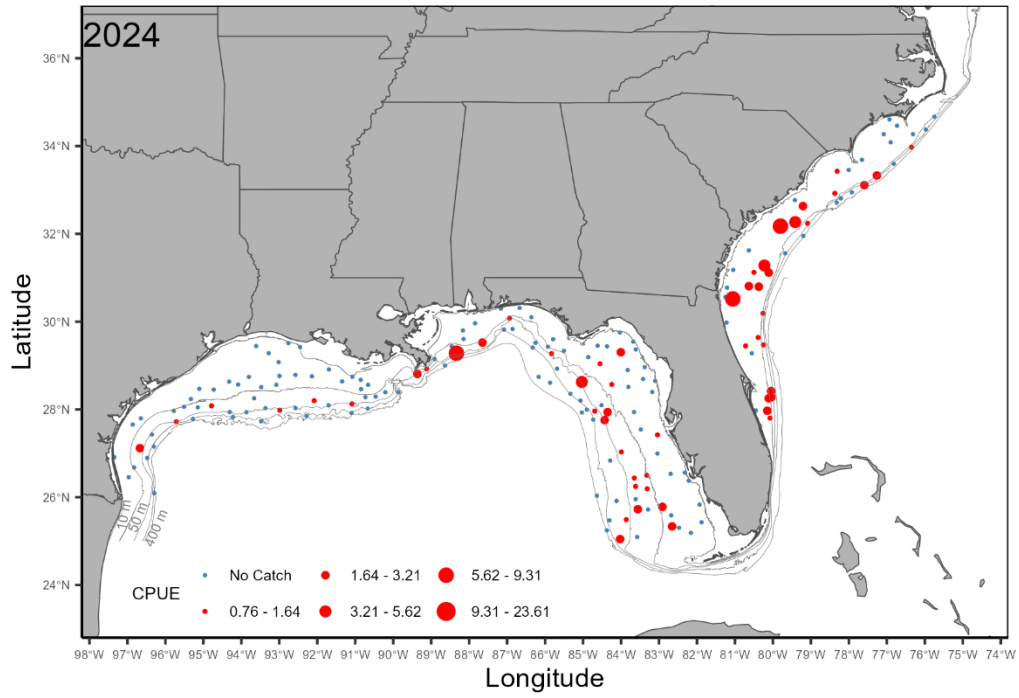 2024
36°N
34°N
32°N
30°N
28°N
26°N
24°N
Latitude
10 m
50 m
400 m
CPUE
No Catch
1.64 - 3.21
5.62 - 9.31
0.76 - 1.64
3.21 - 5.62
9.31 - 23.61
98°W 97°W 96°W 95°W 94°W 93°W 92°W 91°W 90°W 89°W 88°W 87°W 86°W 85°W 84°W 83°W 82°W 81°W 80°W 79°W 78°W 77°W 76°W 75°W 74°W
Longitude